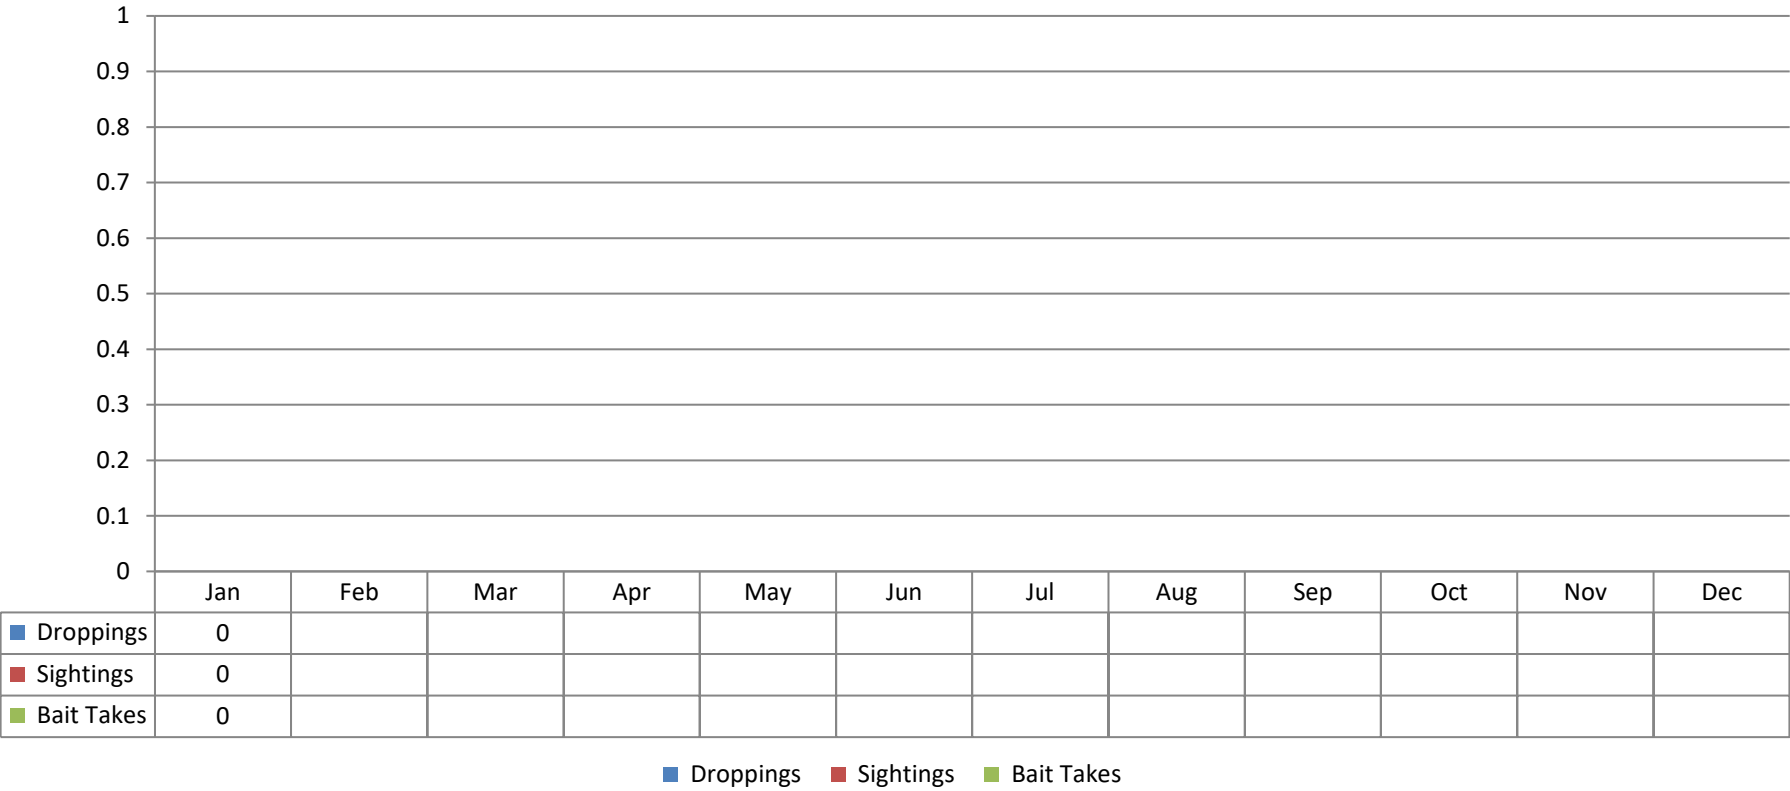 1
0.9
0.8
0.7
0.6
0.5
0.4
0.3
0.2
0.1
0
Jan Feb Mar Apr May Jun Jul Aug Sep Oct Nov Dec
Droppings 0
Sightings 0
Bait Takes 0
Droppings Sightings Bait Takes